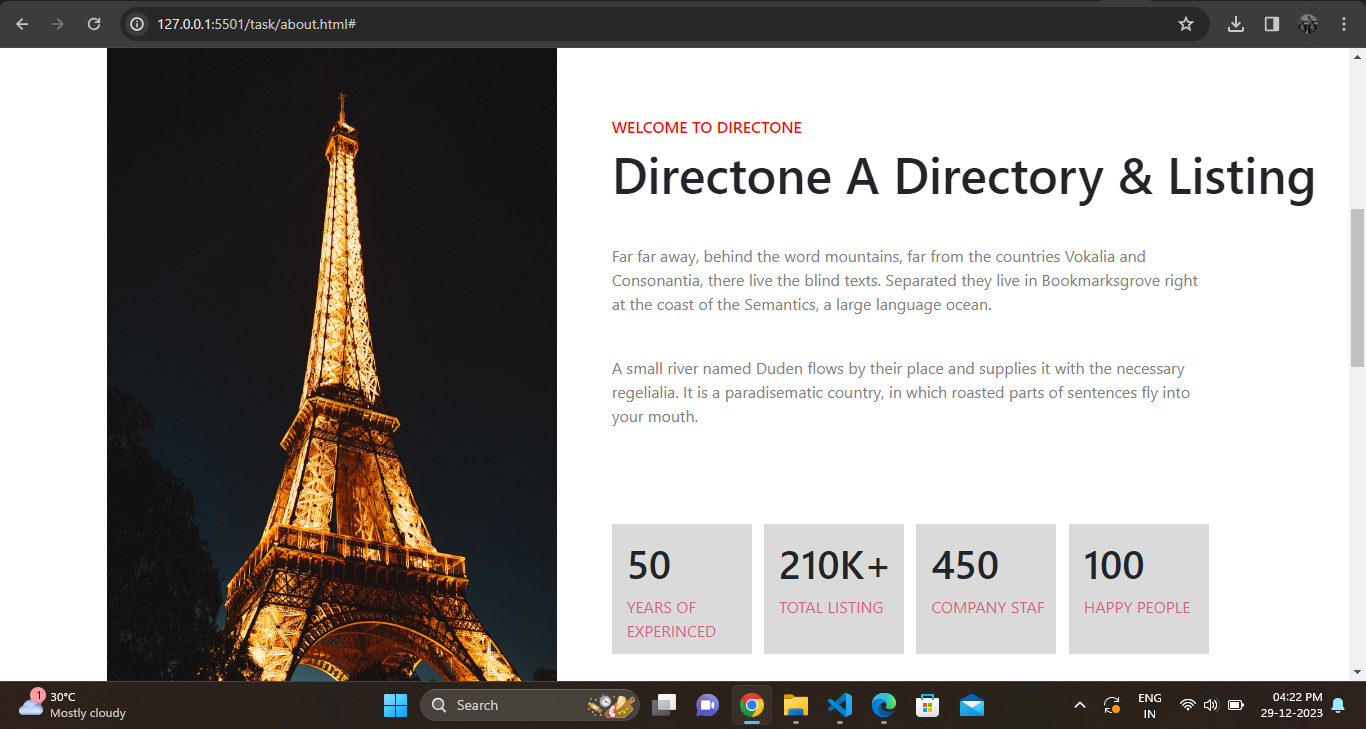 127.0.0.1:5501/task/about.html#
WELCOME TO DIRECTONE
Directone A Directory & Listing
Far far away, behind the word mountains, far from the countries Vokalia and
Consonantia, there live the blind texts. Separated they live in Bookmarksgrove right
at the coast of the Semantics, a large language ocean.
A small river named Duden flows by their place and supplies it with the necessary
regelialia. It is a paradisematic country, in which roasted parts of sentences fly into
your mouth.
50
YEARS OF
EXPERINCED
210K+
TOTAL LISTING
450
COMPANY STAF
100
HAPPY PEOPLE
1
30°C
Mostly cloudy
Search
ENG
IN
04:22 PM
29-12-2023